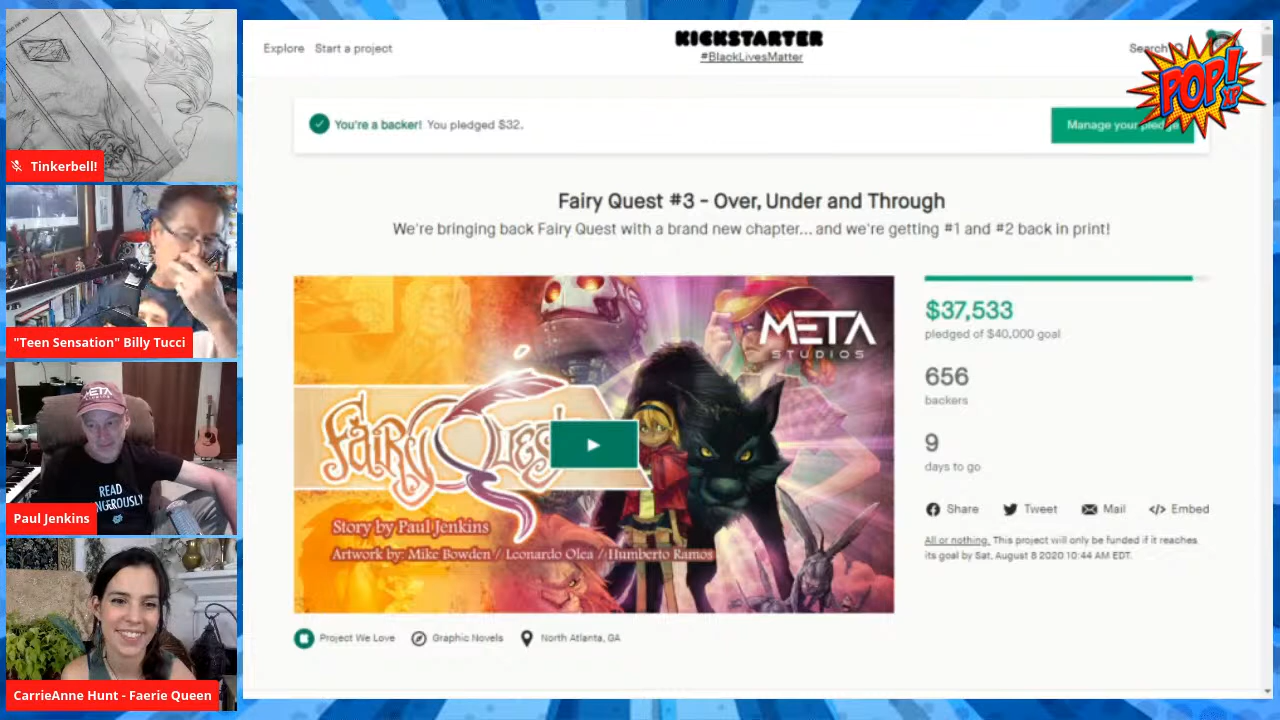 Tinkerbell!
"Teen Sensation" Billy Tucci
META
STUDIOS
READ
DANGEROUSLY
Paul Jenkins
CarrieAnne Hunt - Faerie Queen
Explore Start a project
KICKSTARTER
#BlackLivesMatter
Search
POP!
XP
You're a backer! You pledged $32.
Manage your pledge
Fairy Quest #3 - Over, Under and Through
We're bringing back Fairy Quest with a brand new chapter... and we're getting #1 and #2 back in print!
META
STUDIOS
FairyQuest
Story by Paul Jenkins
Artwork by: Mike Bowden / Leonardo Olea / Humberto Ramos
$37,533
pledged of $40,000 goal
656
backers
9
days to go
Share Tweet Mail Embed
All or nothing. This project will only be funded if it reaches
its goal by Sat, August 8 2020 10:44 AM EDT.
Project We Love Graphic Novels North Atlanta, GA